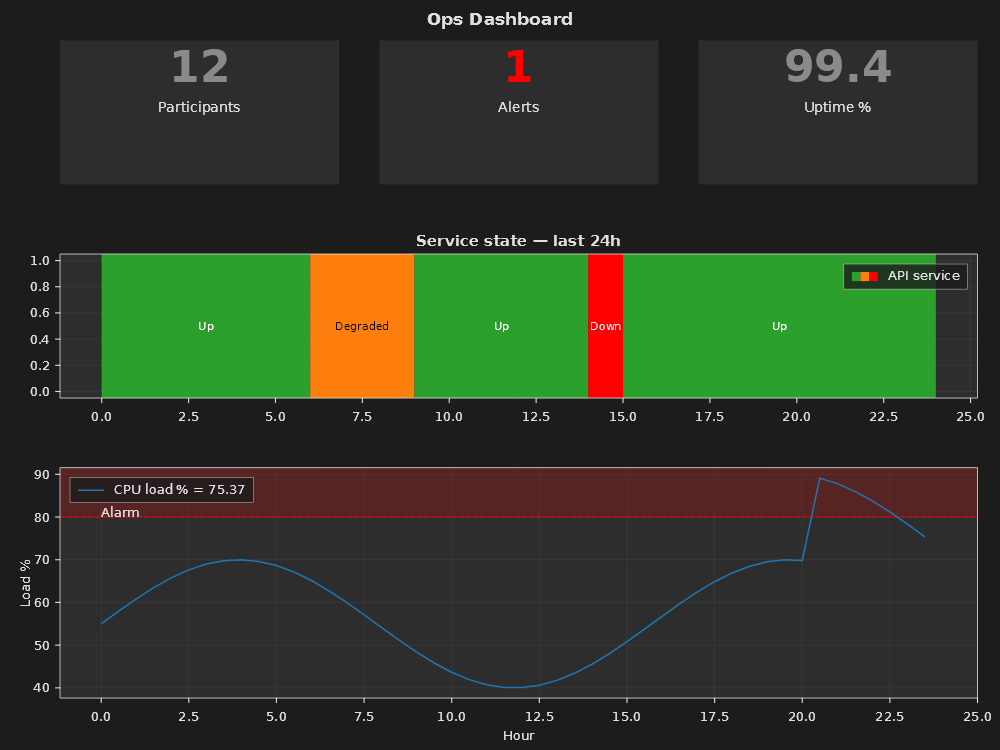 Ops Dashboard
12
Participants
1
Alerts
99.4
Uptime %
Service state — last 24h
1.0
0.8
0.6
0.4
0.2
0.0
Up
Degraded
Up
Down
Up
API service
0.0 2.5 5.0 7.5 10.0 12.5 15.0 17.5 20.0 22.5 25.0
90
80
70
60
50
40
Load %
CPU load % = 75.37
Alarm
0.0 2.5 5.0 7.5 10.0 12.5 15.0 17.5 20.0 22.5 25.0
Hour